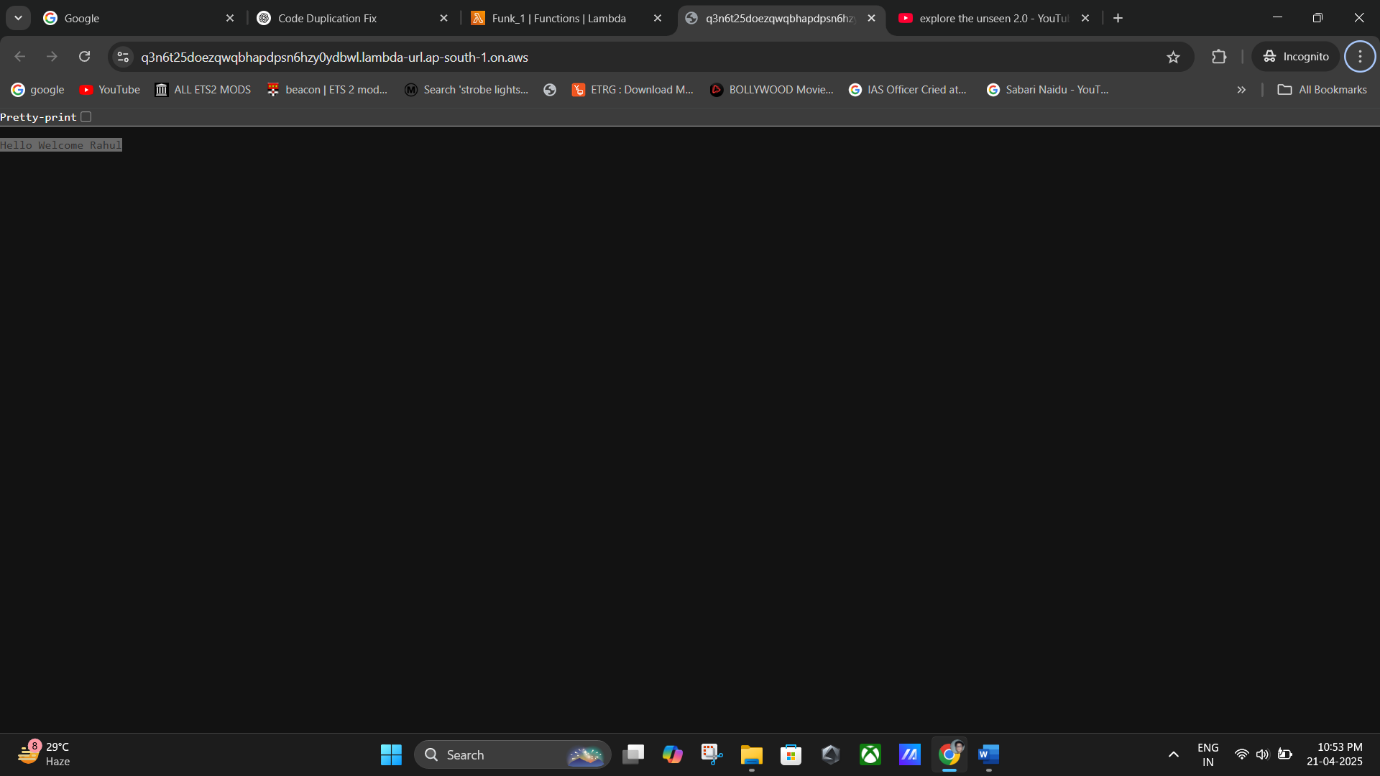 Google
Code Duplication Fix
Funk_1 | Functions | Lambda
q3n6t25doezqwqbhapdpsn6hzy
explore the unseen 2.0 - YouTu
q3n6t25doezqwqbhapdpsn6hzy0ydbwl.lambda-url.ap-south-1.on.aws
Incognito
google
YouTube
ALL ETS2 MODS
beacon | ETS 2 mod...
Search 'strobe lights...
ETRG : Download M...
BOLLYWOOD Movie...
IAS Officer Cried at...
Sabari Naidu - YouT...
All Bookmarks
Pretty-print
Hello Welcome Rahul
8
29°C
Haze
Search
ENG
IN
10:53 PM
21-04-2025